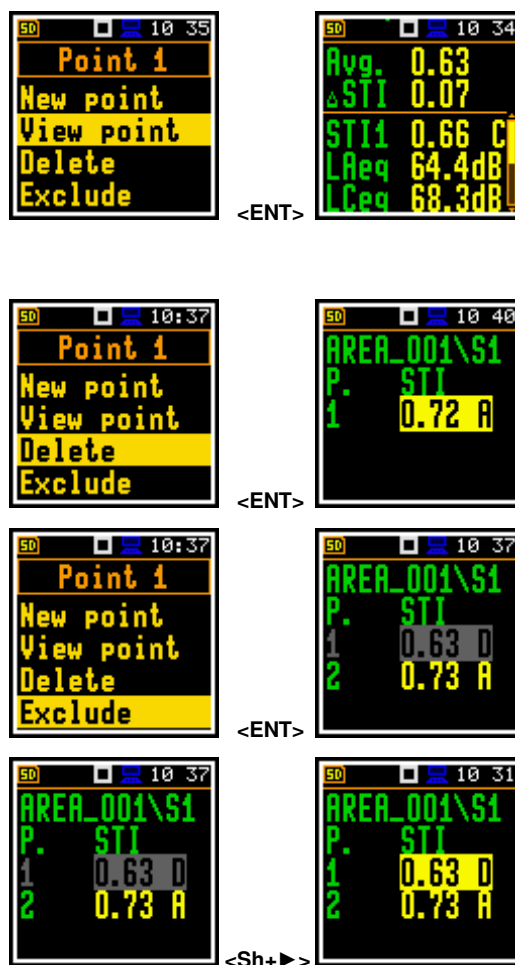 SD 10 35
Point 1
New point
View point
Delete
Exclude
<ENT>
SD 10 34
Avg. 0.63
△STI 0.07
STI1 0.66 C
LAeq 64.4dB
LCeq 68.3dB
SD 10:37
Point 1
New point
View point
Delete
Exclude
<ENT>
SD 10 40
AREA_001\S1
P. STI
1 0.72 A
SD 10:37
Point 1
New point
View point
Delete
Exclude
<ENT>
SD 10 37
AREA_001\S1
P. STI
1 0.63 D
2 0.73 A
SD 10 37
AREA_001\S1
P. STI
1 0.63 D
2 0.73 A
<Sh+►>
SD 10 31
AREA_001\S1
P. STI
1 0.63 D
2 0.73 A